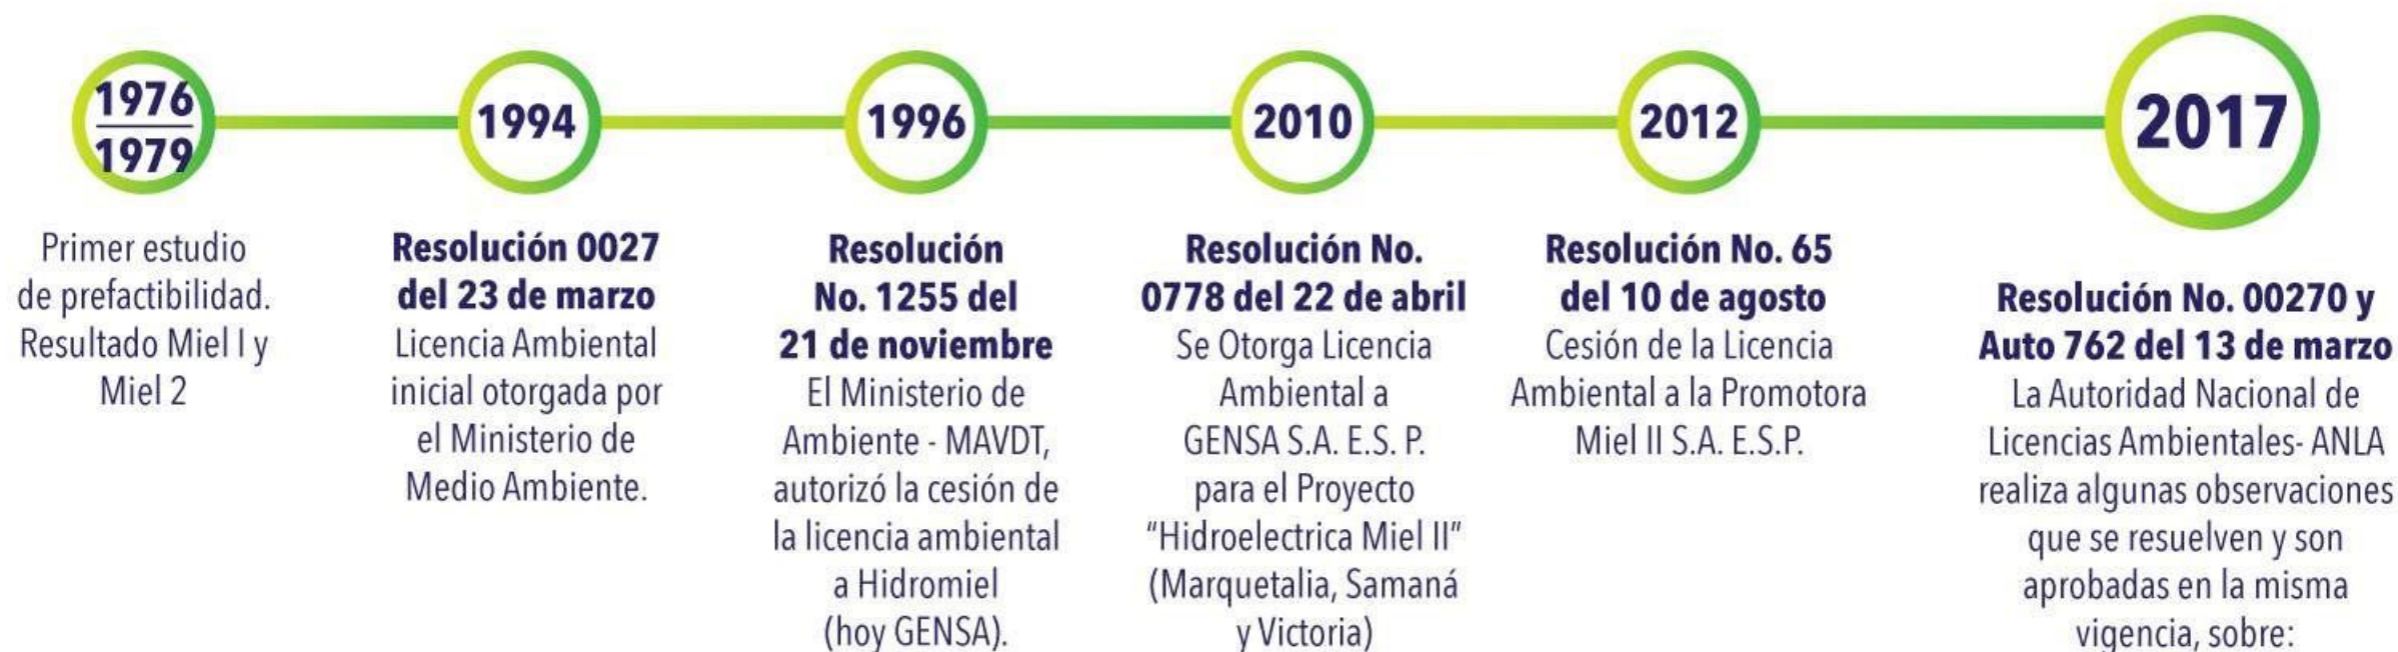 1976
1979
Primer estudio
de prefactibilidad.
Resultado Miel I y
Miel 2
1994
Resolución 0027
del 23 de marzo
Licencia Ambiental
inicial otorgada por
el Ministerio de
Medio Ambiente.
1996
Resolución
No. 1255 del
21 de noviembre
El Ministerio de
Ambiente - MAVDT,
autorizó la cesión de
la licencia ambiental
a Hidromiel
(hoy GENSA).
2010
Resolución No.
0778 del 22 de abril
Se Otorga Licencia
Ambiental a
GENSA S.A. E.S. P.
para el Proyecto
"Hidroelectrica Miel II"
(Marquetalia, Samaná
y Victoria)
2012
Resolución No. 65
del 10 de agosto
Cesión de la Licencia
Ambiental a la Promotora
Miel II S.A. E.S.P.
2017
Resolución No. 00270 y
Auto 762 del 13 de marzo
La Autoridad Nacional de
Licencias Ambientales- ANLA
realiza algunas observaciones
que se resuelven y son
aprobadas en la misma
vigencia, sobre: